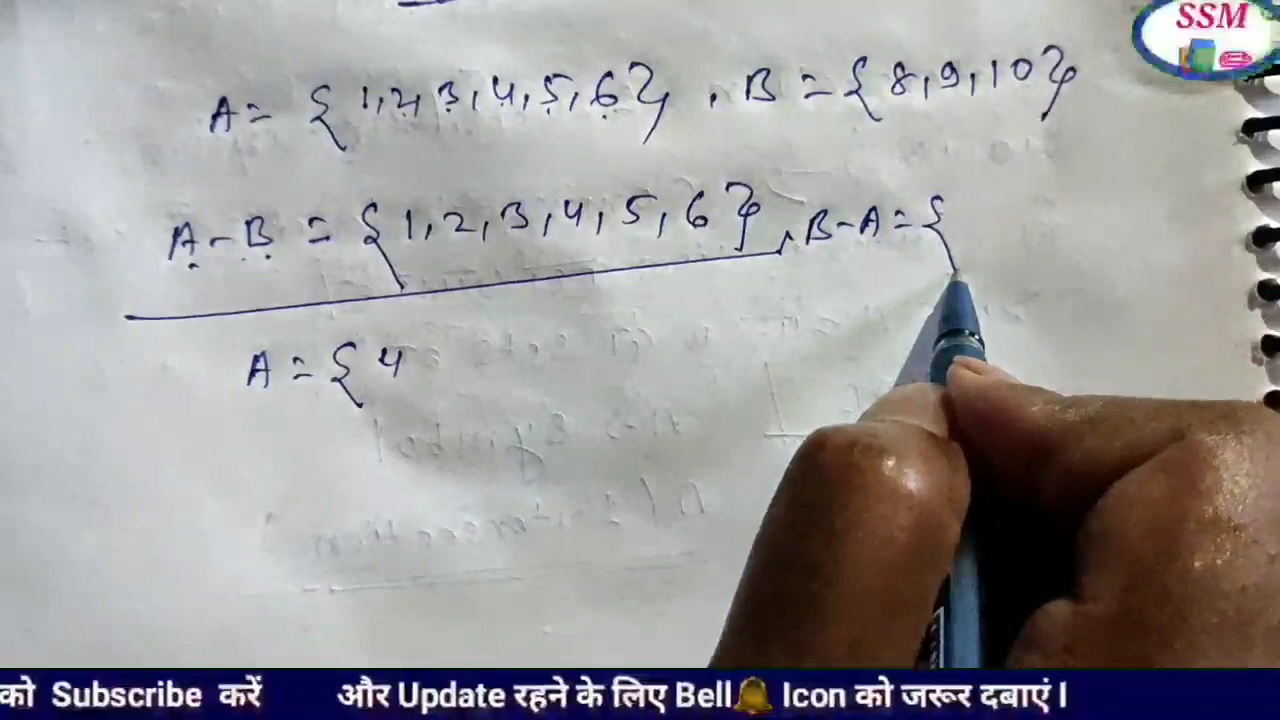 SSM
A = {1,2,3,4,5,6}, B = {8,9,10}
A-B = {1,2,3,4,5,6}, B-A = {
A = {4
को Subscribe करें और Update रहने के लिए Bell🔔 Icon को जरूर दबाएं l